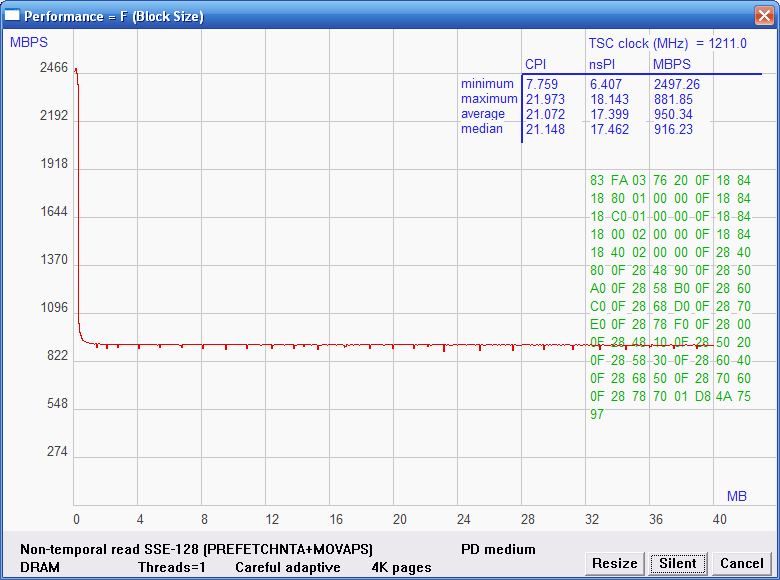 Performance = F (Block Size)
MBPS
TSC clock (MHz) = 1211.0
CPI nsPI MBPS
minimum 7.759 6.407 2497.26
maximum 21.973 18.143 881.85
average 21.072 17.399 950.34
median 21.148 17.462 916.23
2466
2192
1918
1644
1370
1096
822
548
274
83 FA 03 76 20 0F 18 84
18 80 01 00 00 0F 18 84
18 C0 01 00 00 0F 18 84
18 00 02 00 00 0F 18 84
18 40 02 00 00 0F 28 40
80 0F 28 48 90 0F 28 50
A0 0F 28 58 B0 0F 28 60
C0 0F 28 68 D0 0F 28 70
E0 0F 28 78 F0 0F 28 00
0F 28 48 10 0F 28 50 20
0F 28 58 30 0F 28 60 40
0F 28 68 50 0F 28 70 60
0F 28 78 70 01 D8 4A 75
97
MB
0 4 8 12 16 20 24 28 32 36 40
Non-temporal read SSE-128 (PREFETCHNTA+MOVAPS) PD medium
DRAM Threads=1 Careful adaptive 4K pages
Resize Silent Cancel